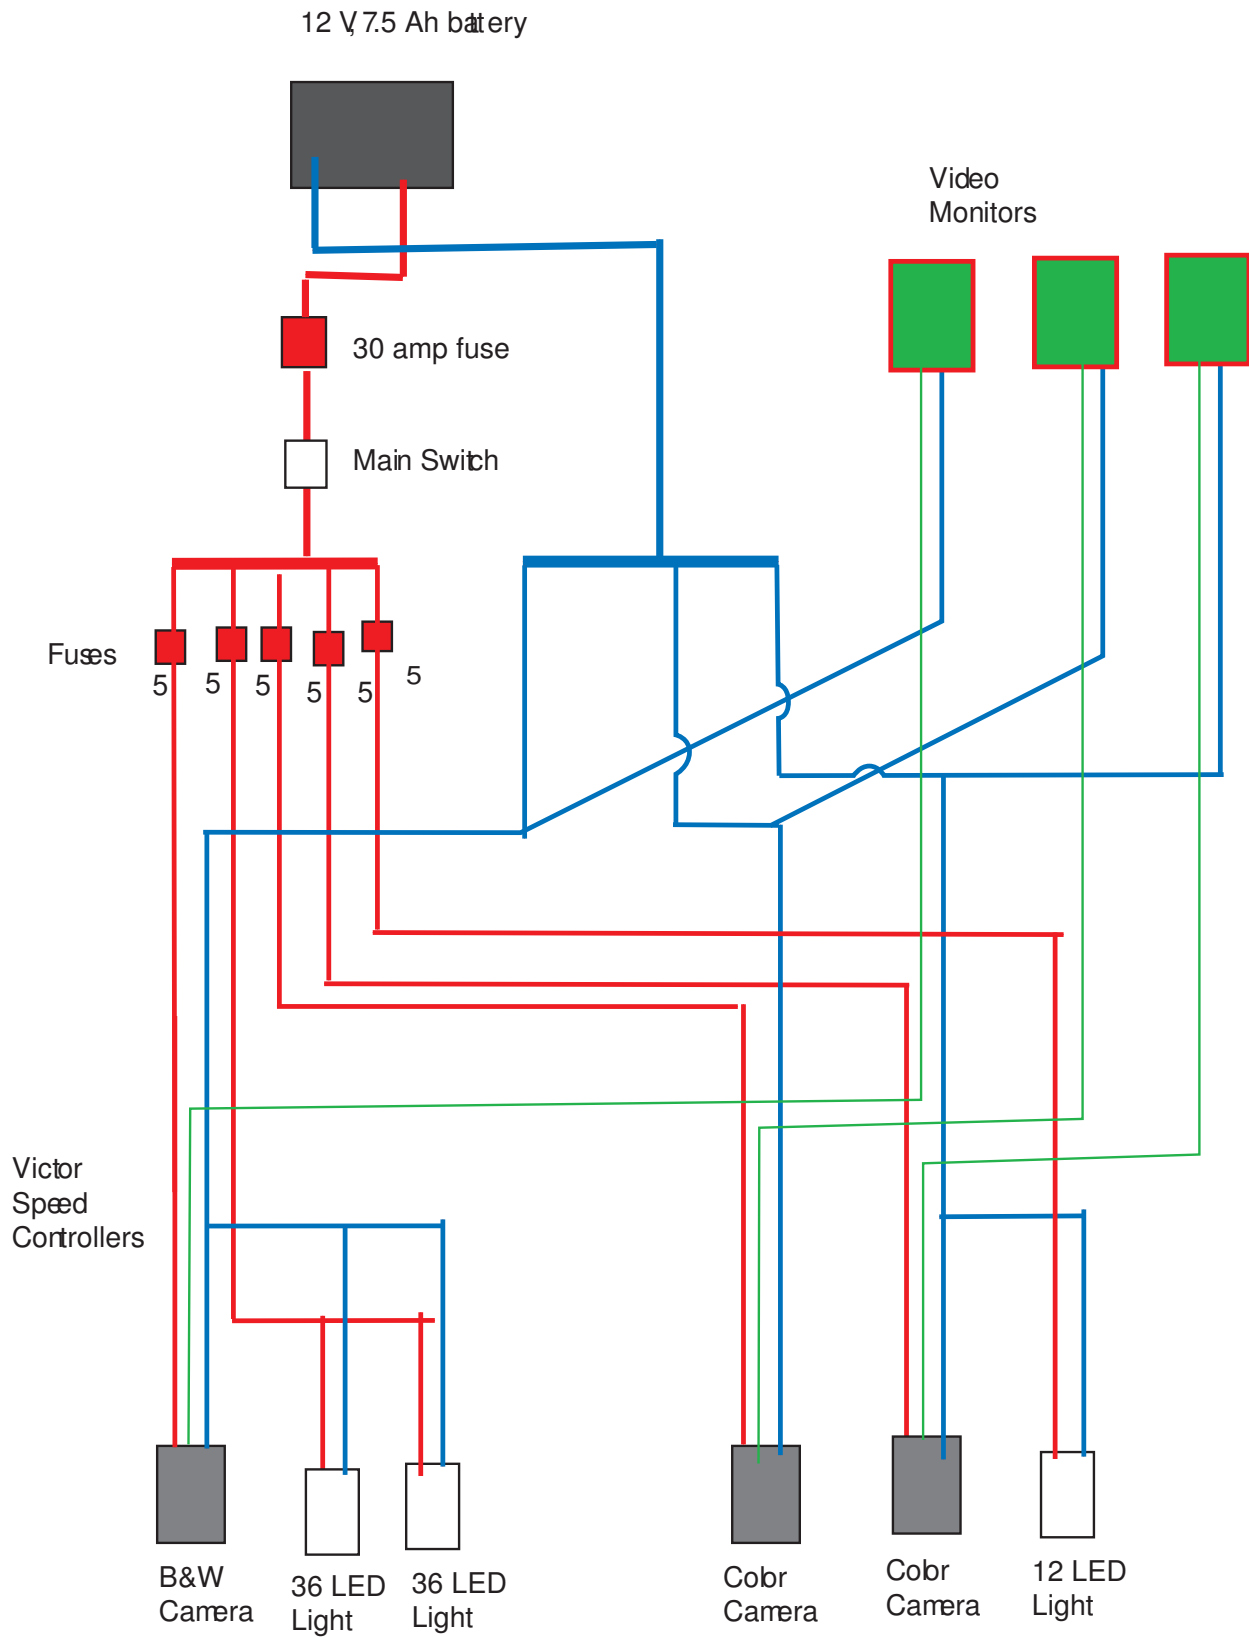 12 V, 7.5 Ah battery
Video
Monitors
30 amp fuse
Main Switch
Fuses
5
5
5
5
5
5
Victor
Speed
Controllers
B&W
Camera
36 LED
Light
36 LED
Light
Color
Camera
Color
Camera
12 LED
Light